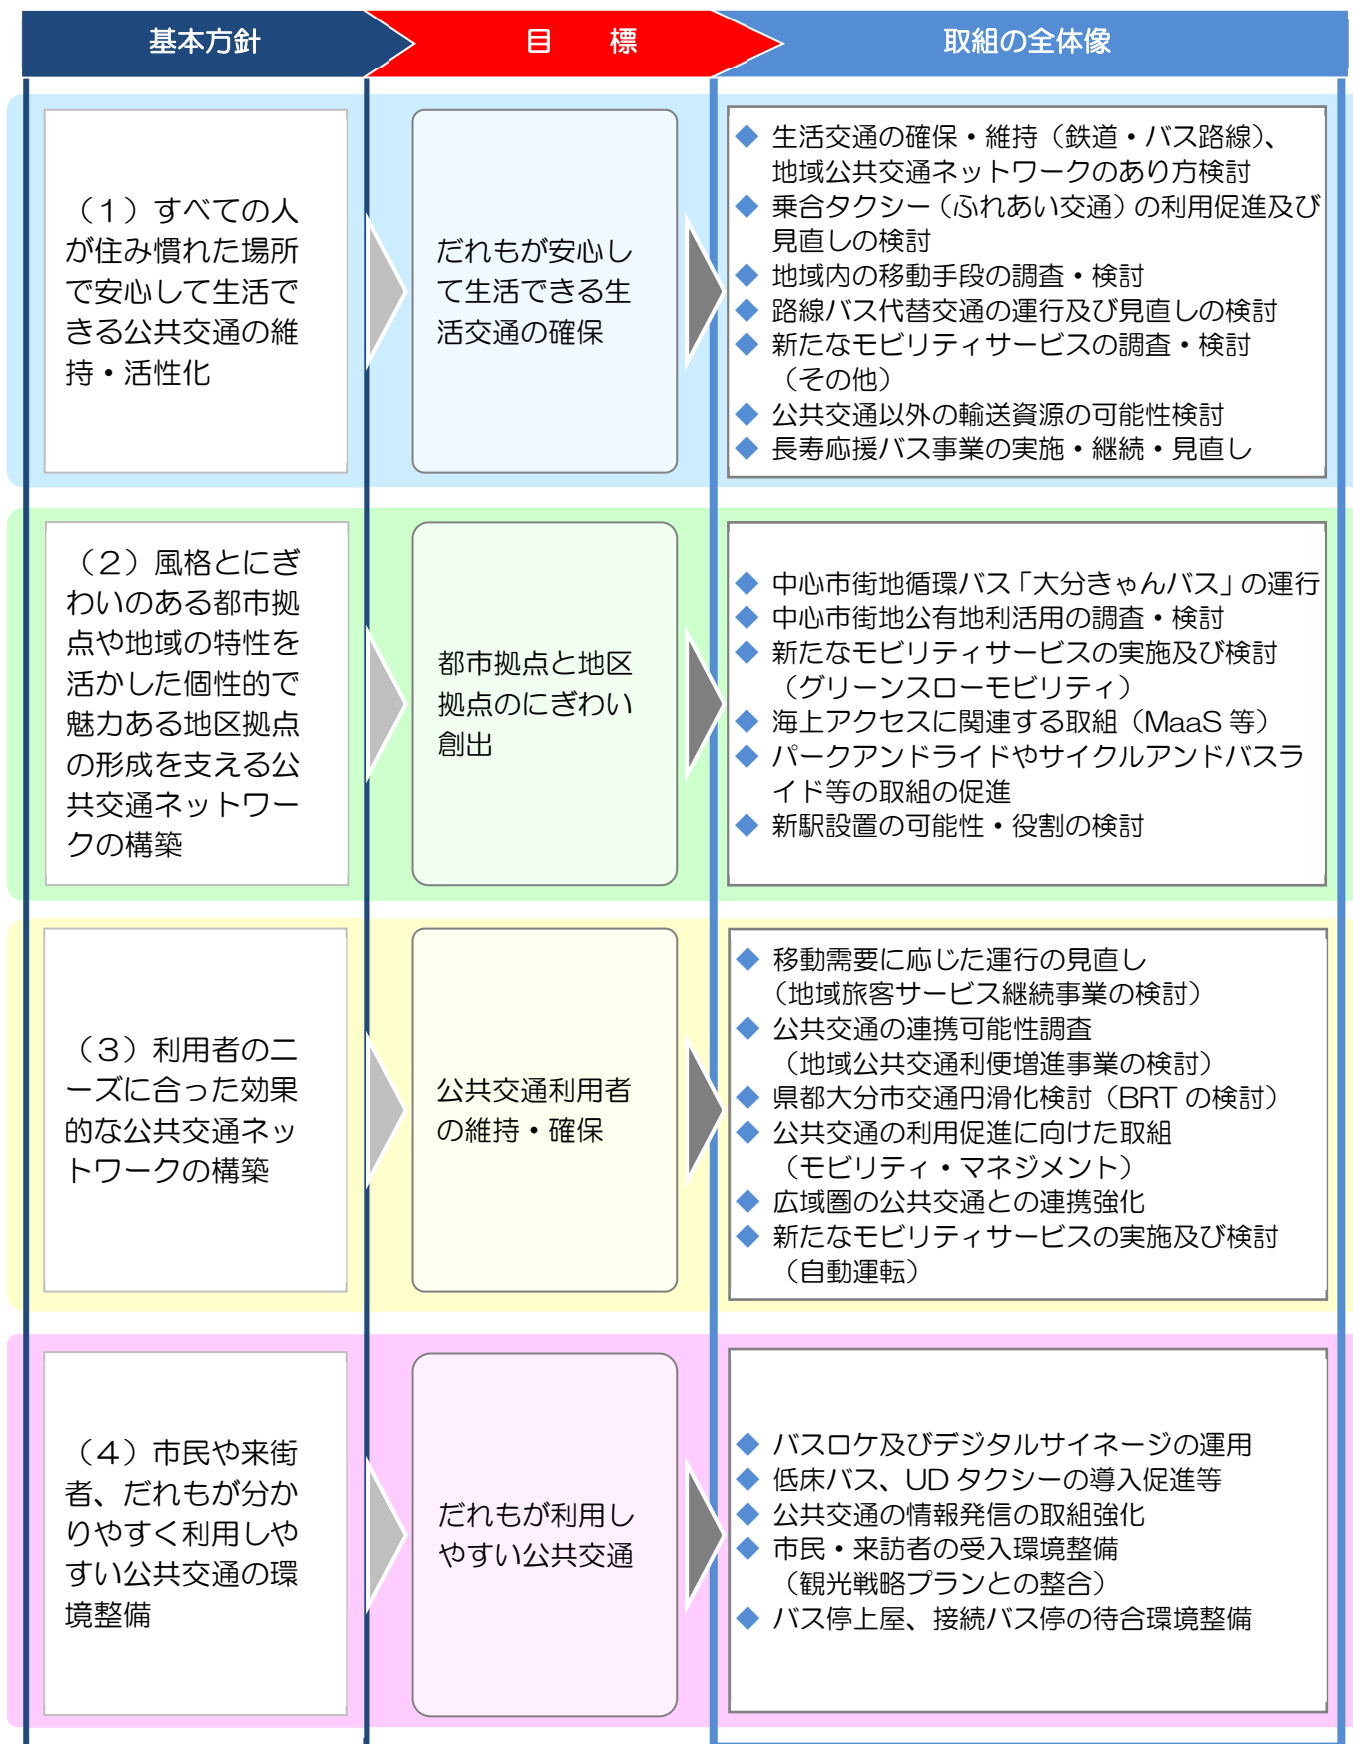 基本方針
目　標
取組の全体像
（１）すべての人
が住み慣れた場所
で安心して生活で
きる公共交通の維
持・活性化
だれもが安心し
て生活できる生
活交通の確保
◆ 生活交通の確保・維持（鉄道・バス路線）、
地域公共交通ネットワークのあり方検討
◆ 乗合タクシー（ふれあい交通）の利用促進及び
見直しの検討
◆ 地域内の移動手段の調査・検討
◆ 路線バス代替交通の運行及び見直しの検討
◆ 新たなモビリティサービスの調査・検討
（その他）
◆ 公共交通以外の輸送資源の可能性検討
◆ 長寿応援バス事業の実施・継続・見直し
（２）風格とにぎ
わいのある都市拠
点や地域の特性を
活かした個性的で
魅力ある地区拠点
の形成を支える公
共交通ネットワー
クの構築
都市拠点と地区
拠点のにぎわい
創出
◆ 中心市街地循環バス「大分きゃんバス」の運行
◆ 中心市街地公有地利活用の調査・検討
◆ 新たなモビリティサービスの実施及び検討
（グリーンスローモビリティ）
◆ 海上アクセスに関連する取組（MaaS 等）
◆ パークアンドライドやサイクルアンドバスラ
イド等の取組の促進
◆ 新駅設置の可能性・役割の検討
（３）利用者のニ
ーズに合った効果
的な公共交通ネッ
トワークの構築
公共交通利用者
の維持・確保
◆ 移動需要に応じた運行の見直し
（地域旅客サービス継続事業の検討）
◆ 公共交通の連携可能性調査
（地域公共交通利便増進事業の検討）
◆ 県都大分市交通円滑化検討（BRT の検討）
◆ 公共交通の利用促進に向けた取組
（モビリティ・マネジメント）
◆ 広域圏の公共交通との連携強化
◆ 新たなモビリティサービスの実施及び検討
（自動運転）
（４）市民や来街
者、だれもが分か
りやすく利用しや
すい公共交通の環
境整備
だれもが利用し
やすい公共交通
◆ バスロケ及びデジタルサイネージの運用
◆ 低床バス、UD タクシーの導入促進等
◆ 公共交通の情報発信の取組強化
◆ 市民・来訪者の受入環境整備
（観光戦略プランとの整合）
◆ バス停上屋、接続バス停の待合環境整備